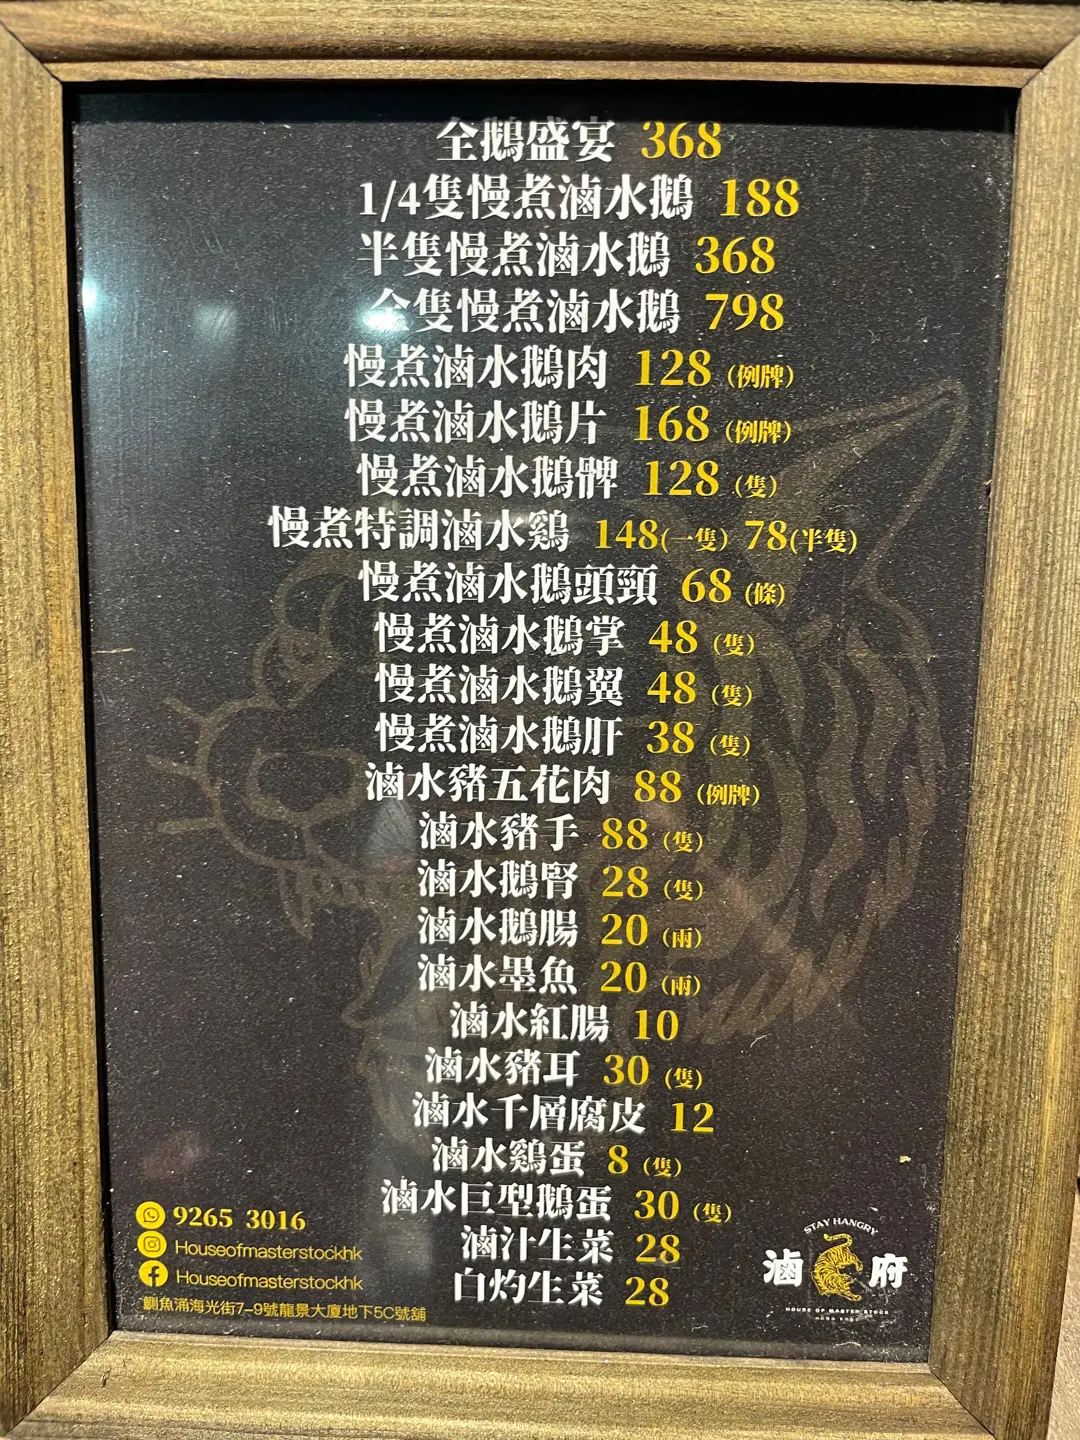 全鵝盛宴 368
1/4隻慢煮滷水鵝 188
半隻慢煮滷水鵝 368
全隻慢煮滷水鵝 798
慢煮滷水鵝肉 128 (例牌)
慢煮滷水鵝片 168 (例牌)
慢煮滷水鵝髀 128 (隻)
慢煮特調滷水鷄 148(一隻) 78(半隻)
慢煮滷水鵝頭頸 68 (條)
慢煮滷水鵝掌 48 (隻)
慢煮滷水鵝翼 48 (隻)
慢煮滷水鵝肝 38 (隻)
滷水豬五花肉 88 (例牌)
滷水豬手 88 (隻)
滷水鵝腎 28 (隻)
滷水鵝腸 20 (兩)
滷水墨魚 20 (兩)
滷水紅腸 10
滷水豬耳 30 (隻)
滷水千層腐皮 12
滷水鷄蛋 8 (隻)
滷水巨型鵝蛋 30 (隻)
滷汁生菜 28
白灼生菜 28
9265 3016
Houseofmasterstockhk
Houseofmasterstockhk
鰂魚涌海光街7-9號龍景大廈地下5C號舖
STAY HANGRY
滷府
HOUSE OF MASTER STOCK
HONG KONG